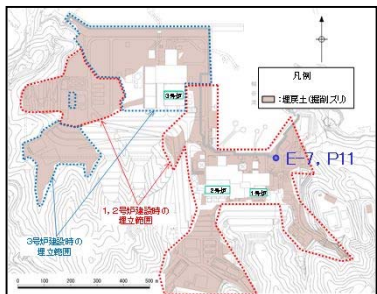 凡例
:埋戻土(掘削ズリ)
3号炉
E-7, P11
2号炉
1号炉
1,2号炉建設時の
埋立範囲
3号炉建設時の
埋立範囲
0 100 200 300 400 500